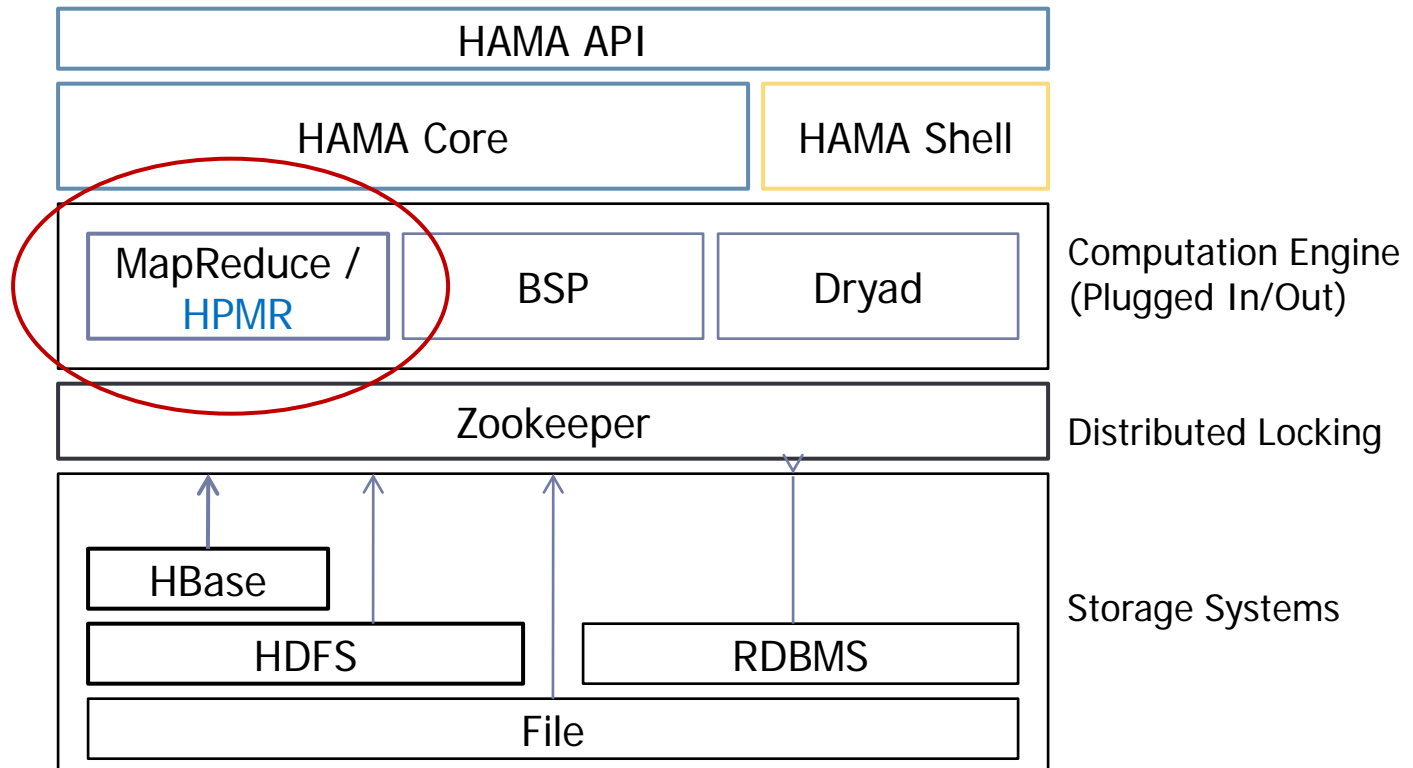 HAMA API
HAMA Core
HAMA Shell
MapReduce /
HPMR
BSP
Dryad
Computation Engine
(Plugged In/Out)
Zookeeper
Distributed Locking
HBase
HDFS
RDBMS
File
Storage Systems